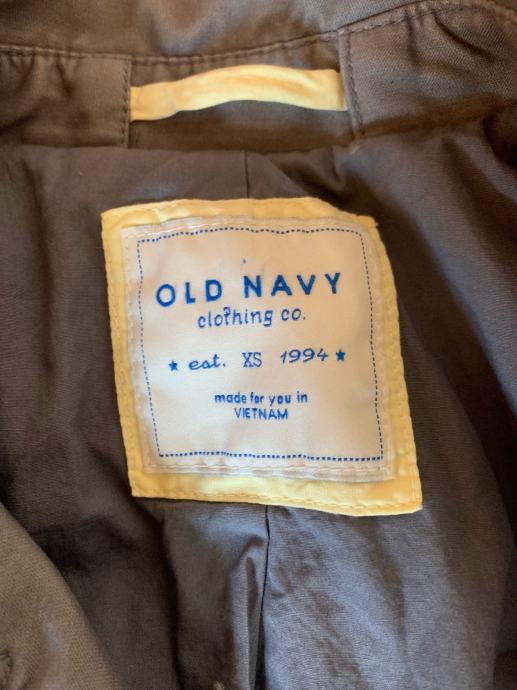 OLD NAVY
clothing co.
★ est. XS 1994 ★
made for you in
VIETNAM